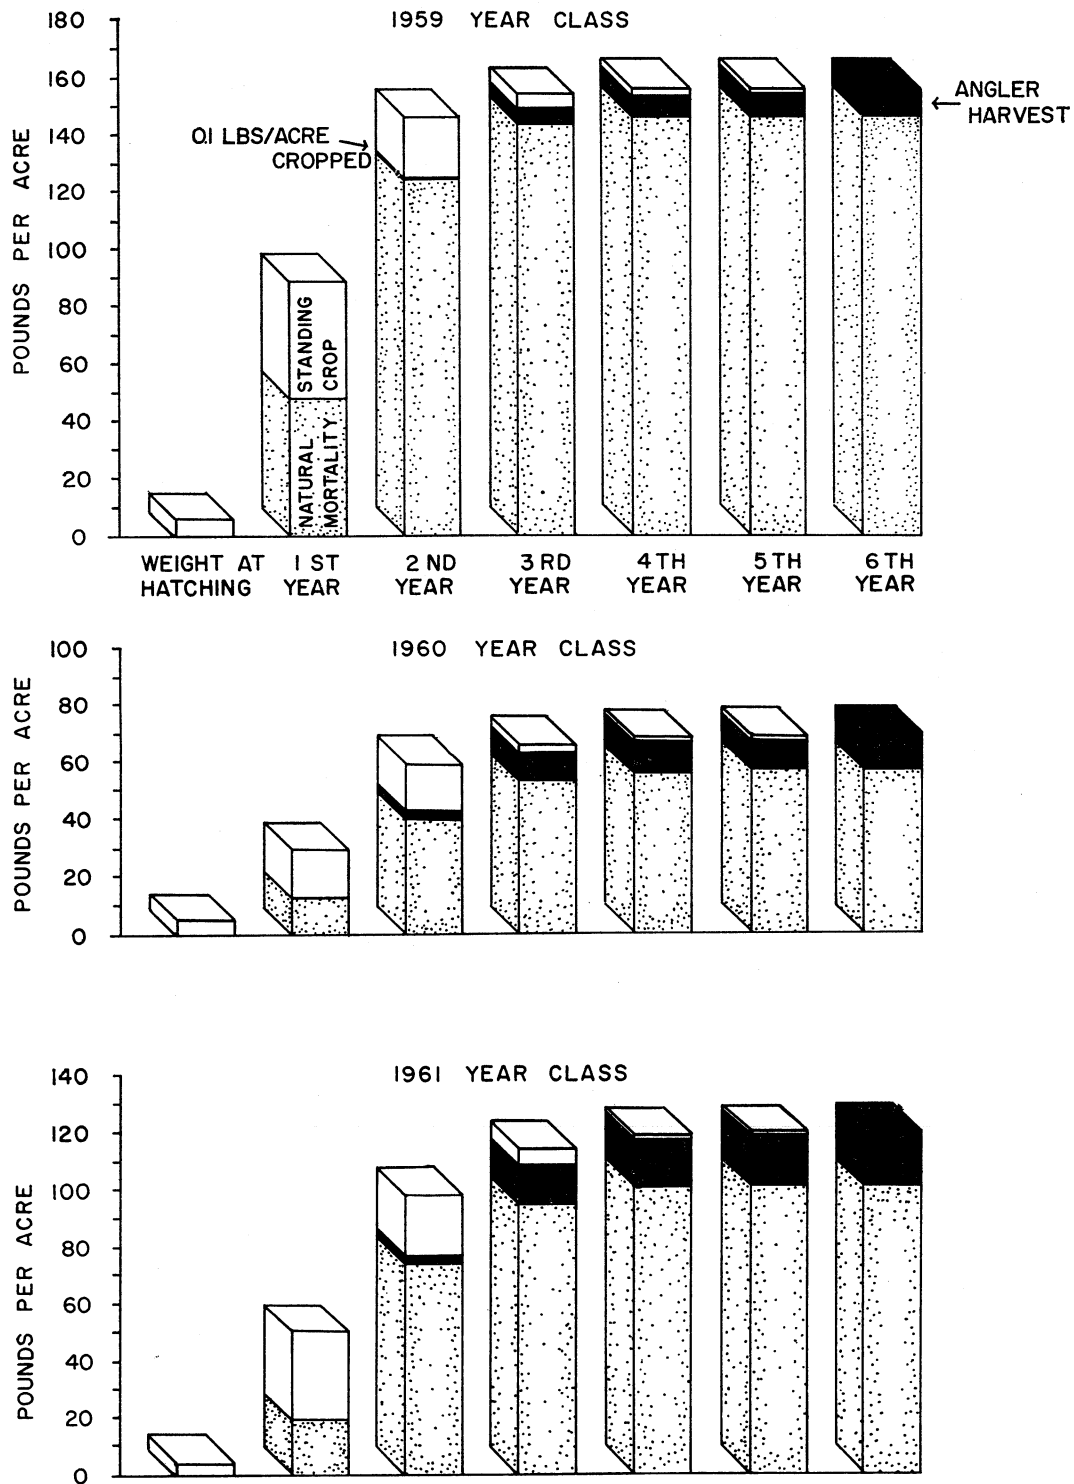 1959 YEAR CLASS
180
160
140
120
100
80
60
40
20
0
POUNDS PER ACRE
0.1 LBS/ACRE
CROPPED
ANGLER
HARVEST
STANDING
CROP
NATURAL
MORTALITY
WEIGHT AT
HATCHING
1 ST
YEAR
2 ND
YEAR
3 RD
YEAR
4 TH
YEAR
5 TH
YEAR
6 TH
YEAR
1960 YEAR CLASS
100
80
60
40
20
0
POUNDS PER ACRE
1961 YEAR CLASS
140
120
100
80
60
40
20
0
POUNDS PER ACRE